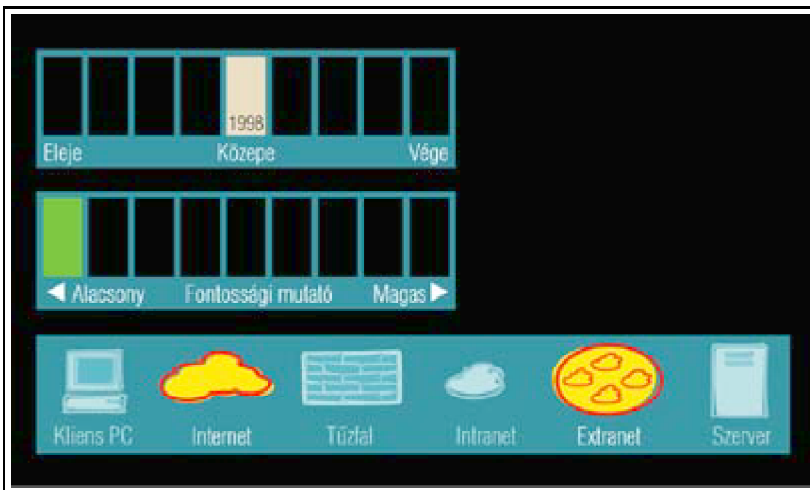 1998
Eleje Közepe Vége
Alacsony Fontossági mutató Magas
Kliens PC Internet Tűzfal Intranet Extranet Szerver